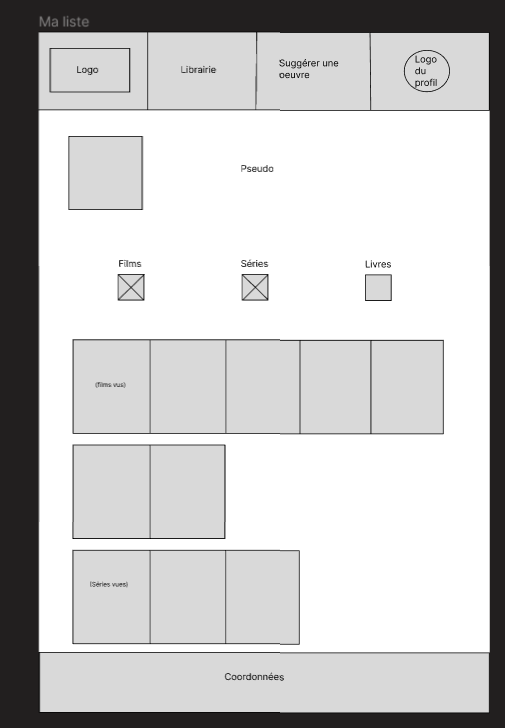 Ma liste
Logo
Librairie
Suggérer une
oeuvre
Logo
du
profil
Pseudo
Films
Séries
Livres
(films vus)
(Séries vues)
Coordonnées